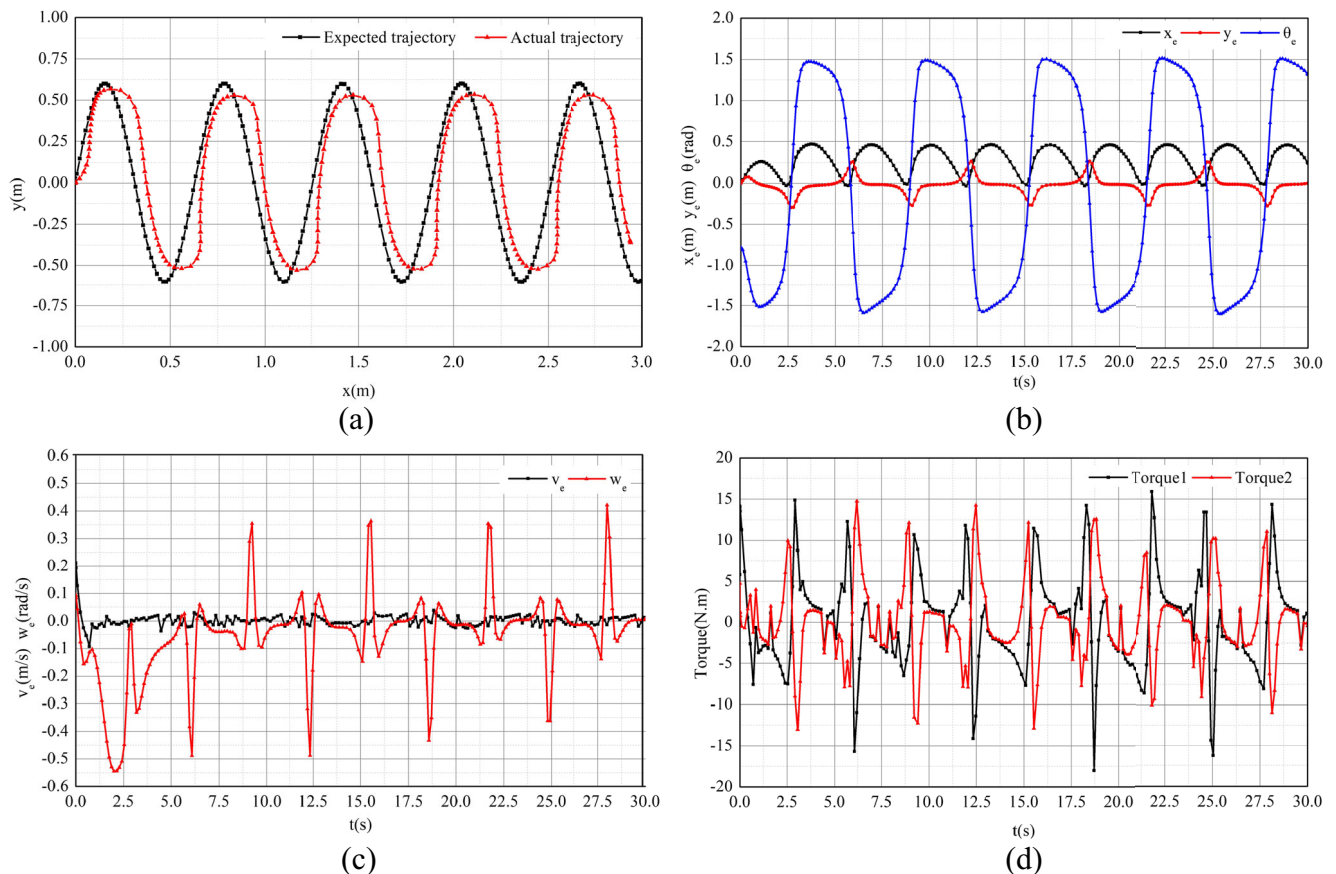 Expected trajectory Actual trajectory
1.00
0.75
0.50
0.25
0.00
-0.25
-0.50
-0.75
-1.00
y(m)
0.0 0.5 1.0 1.5 2.0 2.5 3.0
x(m)
(a)
xe ye θe
2.0
1.5
1.0
0.5
0.0
-0.5
-1.0
-1.5
-2.0
xe(m) ye(m) θe(rad)
0.0 2.5 5.0 7.5 10.0 12.5 15.0 17.5 20.0 22.5 25.0 27.5 30.0
t(s)
(b)
ve we
0.6
0.5
0.4
0.3
0.2
0.1
0.0
-0.1
-0.2
-0.3
-0.4
-0.5
-0.6
ve(m/s) we(rad/s)
0.0 2.5 5.0 7.5 10.0 12.5 15.0 17.5 20.0 22.5 25.0 27.5 30.0
t(s)
(c)
Torque1 Torque2
20
15
10
5
0
-5
-10
-15
-20
Torque(N.m)
0.0 2.5 5.0 7.5 10.0 12.5 15.0 17.5 20.0 22.5 25.0 27.5 30.0
t(s)
(d)